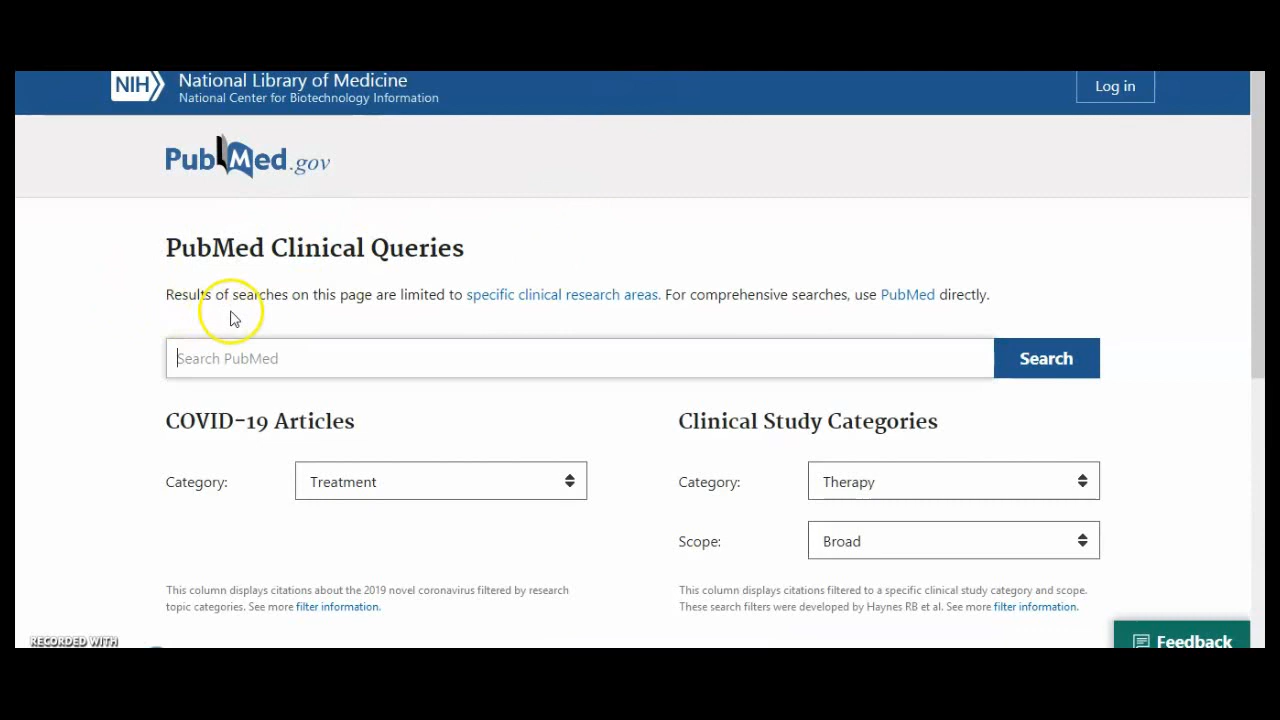 NIH National Library of Medicine
National Center for Biotechnology Information
Log in
PubMed.gov
PubMed Clinical Queries
Results of searches on this page are limited to specific clinical research areas. For comprehensive searches, use PubMed directly.
Search PubMed
Search
COVID-19 Articles
Category: Treatment
This column displays citations about the 2019 novel coronavirus filtered by research
topic categories. See more filter information.
Clinical Study Categories
Category: Therapy
Scope: Broad
This column displays citations filtered to a specific clinical study category and scope.
These search filters were developed by Haynes RB et al. See more filter information.
RECORDED WITH
Feedback